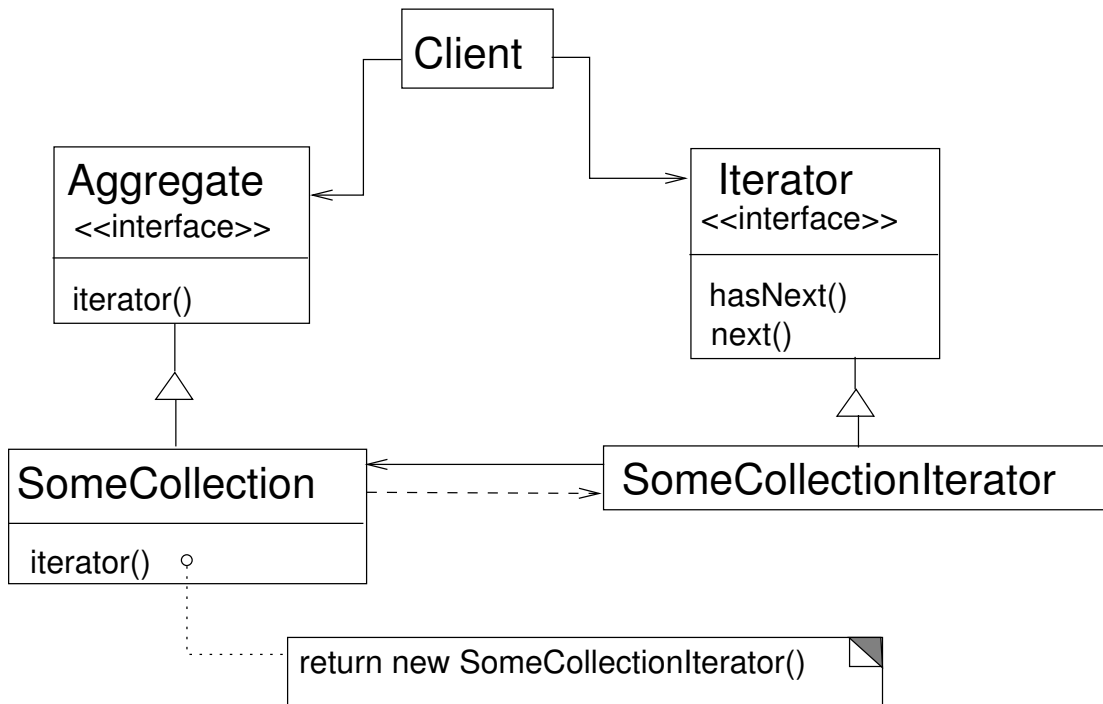 Client
Aggregate
<<interface>>
iterator()
Iterator
<<interface>>
hasNext()
next()
SomeCollection
iterator()
SomeCollectionIterator
return new SomeCollectionIterator()